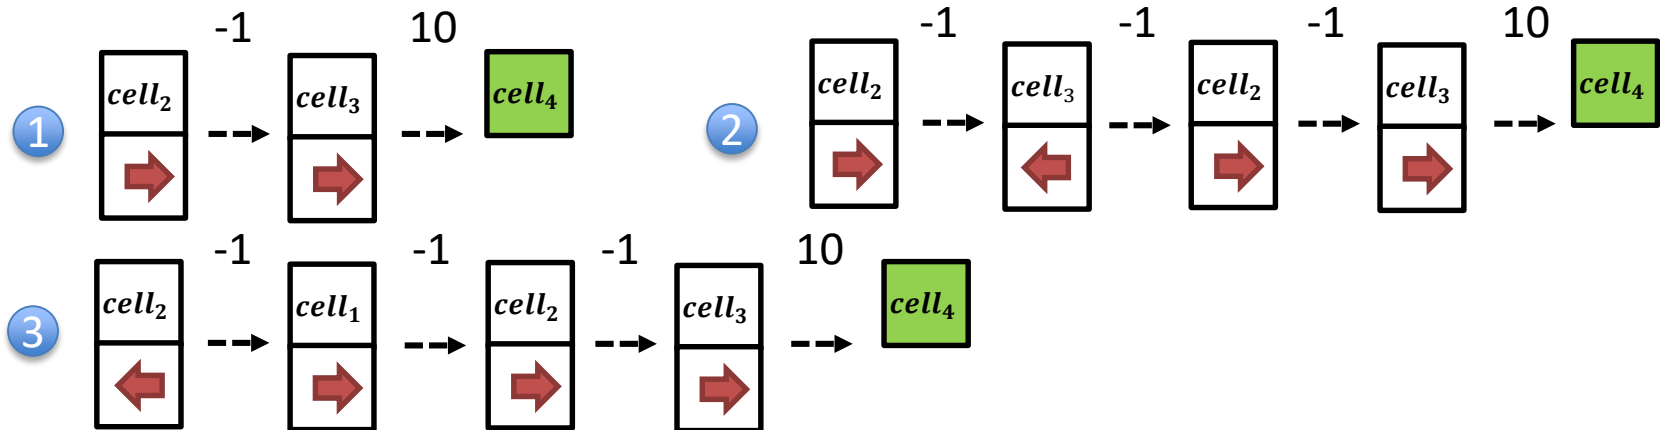 -1 10
1 cell₂ cell₃ cell₄
-1 -1 -1 10
2 cell₂ cell₃ cell₂ cell₃ cell₄
-1 -1 -1 10
3 cell₂ cell₁ cell₂ cell₃ cell₄